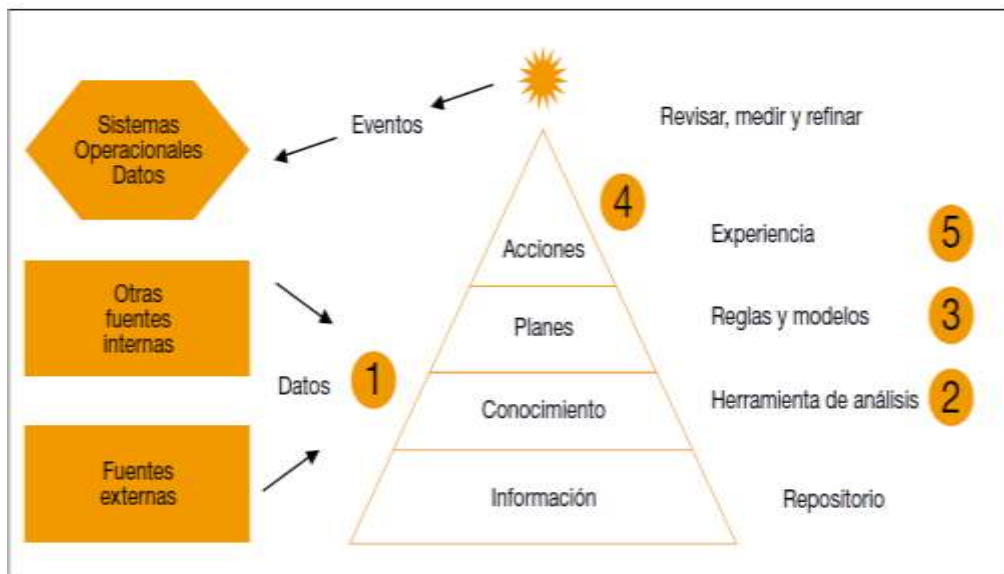 Sistemas
Operacionales
Datos
Eventos
Revisar, medir y refinar
4
Acciones
Experiencia
5
Otras
fuentes
internas
Planes
Reglas y modelos
3
Datos
1
Conocimiento
Herramienta de análisis
2
Fuentes
externas
Información
Repositorio